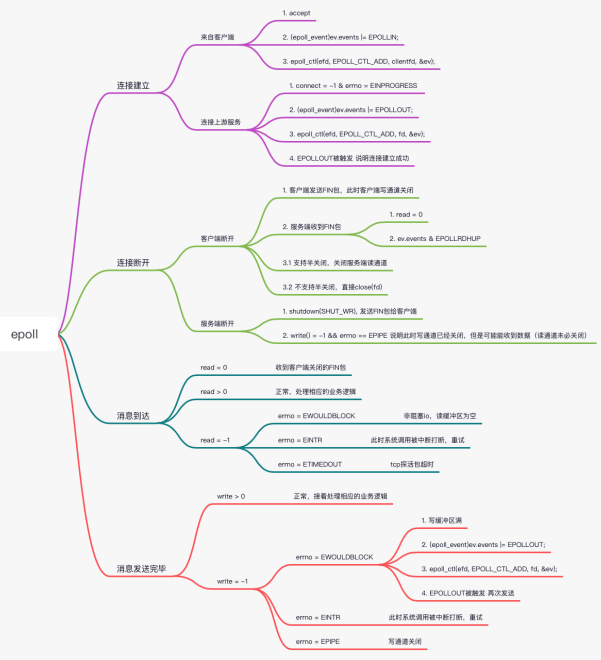 epoll
连接建立
来自客户端
1. accept
2. (epoll_event)ev.events |= EPOLLIN;
3. epoll_ctl(efd, EPOLL_CTL_ADD, clientfd, &ev);
连接上游服务
1. connect = -1 & errno = EINPROGRESS
2. (epoll_event)ev.events |= EPOLLOUT;
3. epoll_ctl(efd, EPOLL_CTL_ADD, fd, &ev);
4. EPOLLOUT被触发 说明连接建立成功
连接断开
客户端断开
1. 客户端发送FIN包，此时客户端写通道关闭
2. 服务端收到FIN包
1. read = 0
2. ev.events & EPOLLRDHUP
3.1 支持半关闭，关闭服务端读通道
3.2 不支持半关闭，直接close(fd)
服务端断开
1. shutdown(SHUT_WR), 发送FIN包给客户端
2. write() = -1 && errno == EPIPE 说明此时写通道已经关闭，但是可能能收到数据（读通道未必关闭）
消息到达
read = 0 收到客户端关闭的FIN包
read > 0 正常，处理相应的业务逻辑
read = -1
errno = EWOULDBLOCK 非阻塞io，读缓冲区为空
errno = EINTR 此时系统调用被中断打断，重试
errno = ETIMEDOUT tcp探活包超时
消息发送完毕
write > 0 正常，接着处理相应的业务逻辑
write = -1
errno = EWOULDBLOCK
1. 写缓冲区满
2. (epoll_event)ev.events |= EPOLLOUT;
3. epoll_ctl(efd, EPOLL_CTL_ADD, fd, &ev);
4. EPOLLOUT被触发 再次发送
errno = EINTR 此时系统调用被中断打断，重试
errno = EPIPE 写通道关闭